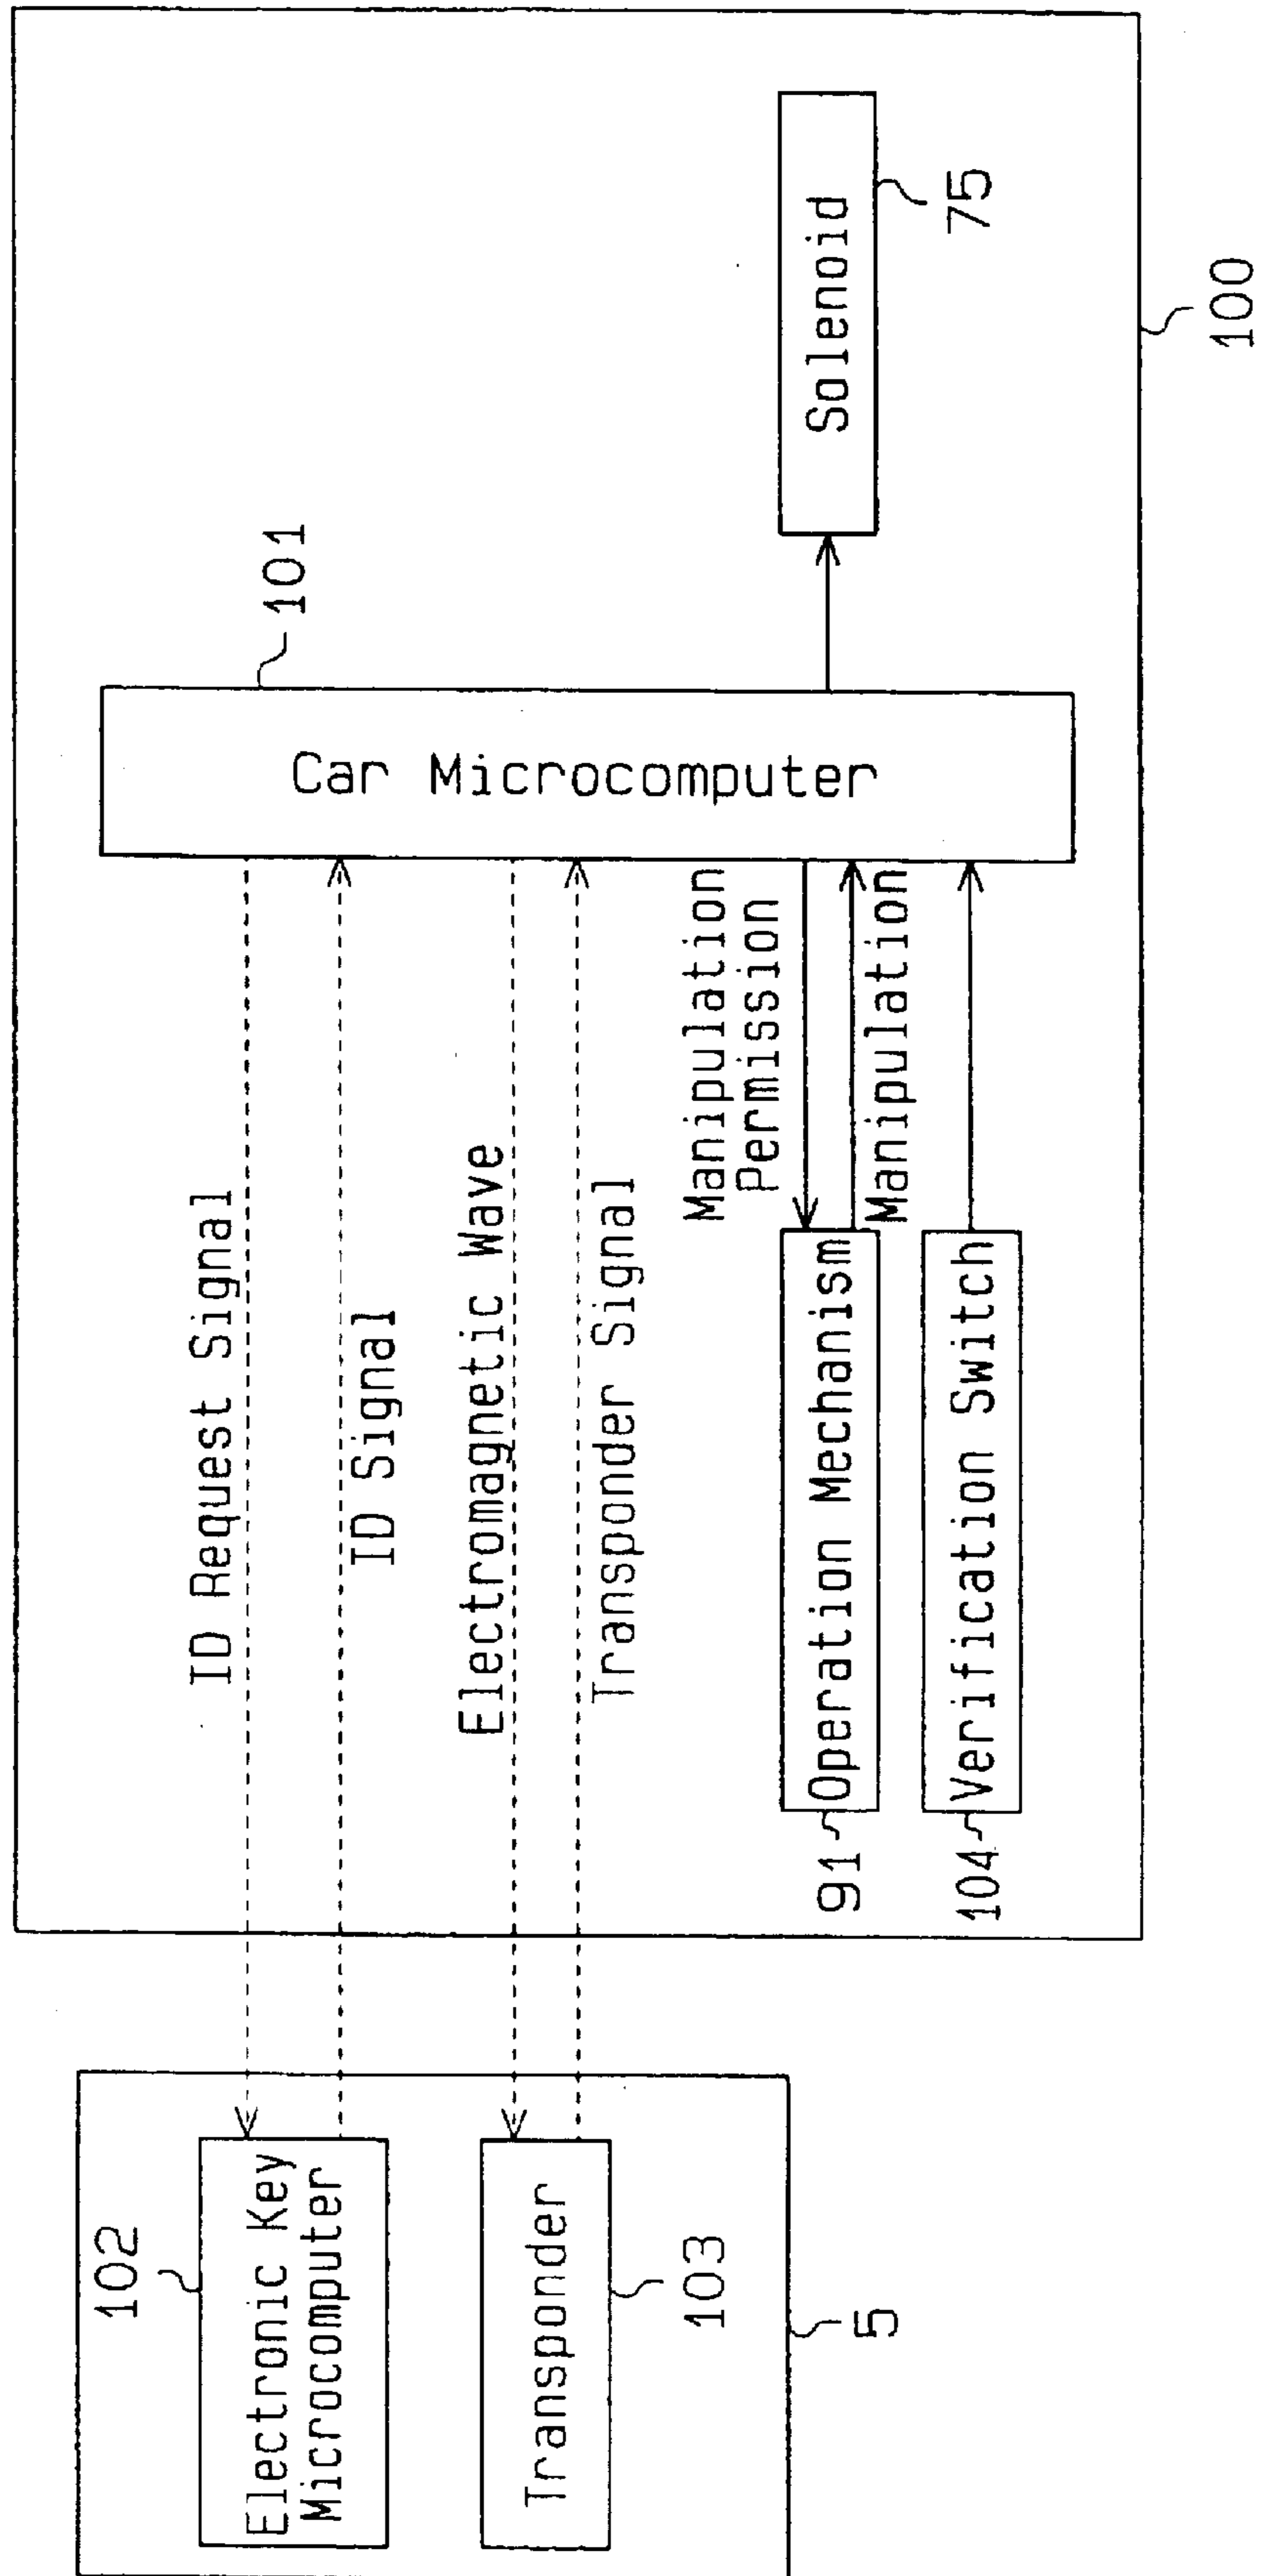 102
Electronic Key
Microcomputer
Transponder
103
5
ID Request Signal
ID Signal
Electromagnetic Wave
Transponder Signal
Manipulation
Permission
Manipulation
91
Operation Mechanism
104
Verification Switch
Car Microcomputer
101
Solenoid
75
100